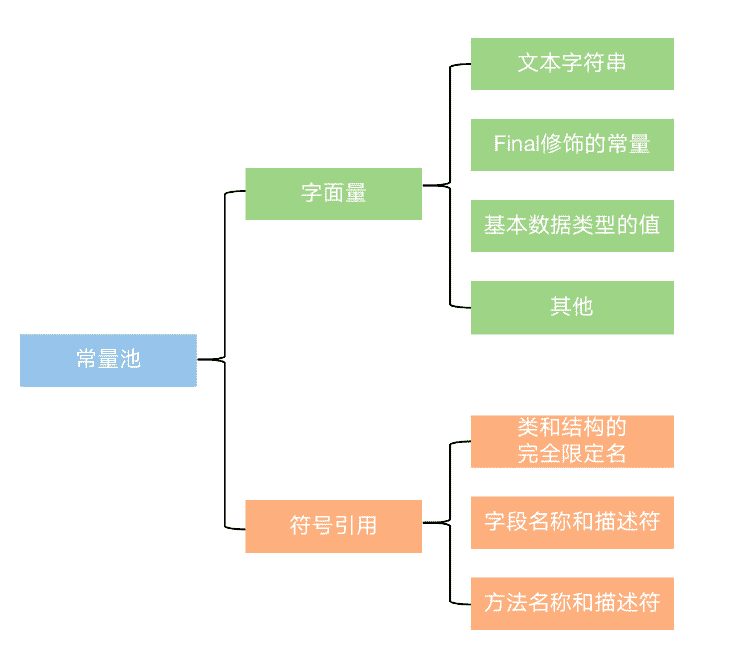 文本字符串
Final修饰的常量
字面量
基本数据类型的值
其他
常量池
类和结构的
完全限定名
符号引用
字段名称和描述符
方法名称和描述符